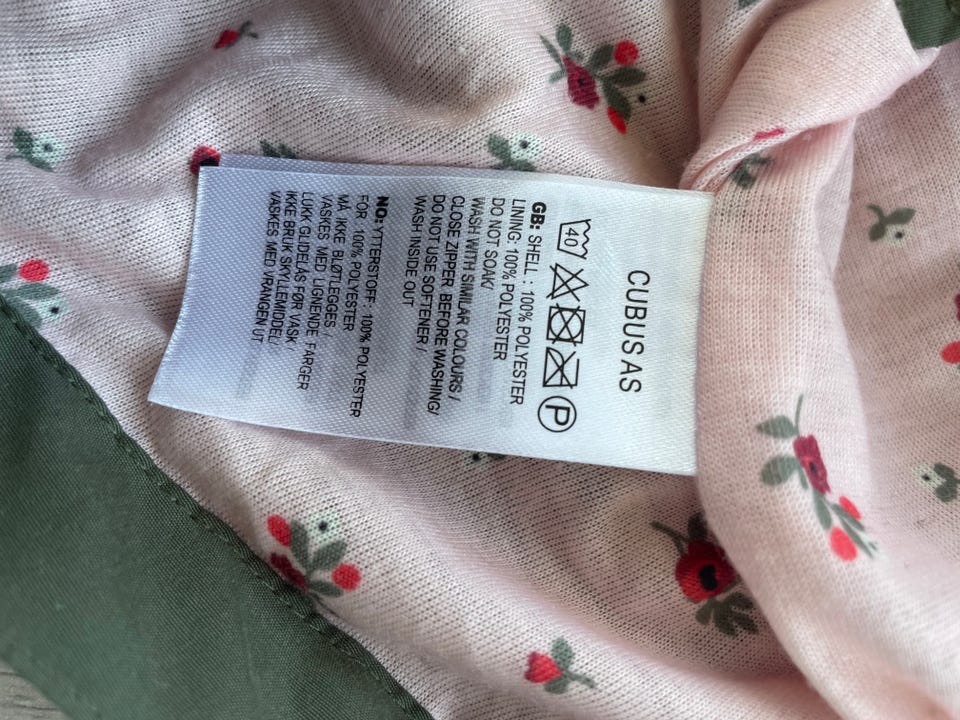 CUBUS AS
40 P
GB: SHELL : 100% POLYESTER
LINING: 100% POLYESTER
DO NOT SOAK/
WASH WITH SIMILAR COLOURS /
CLOSE ZIPPER BEFORE WASHING/
DO NOT USE SOFTENER /
WASH INSIDE OUT
NO: YTTERSTOFF : 100% POLYESTER
FÔR: 100% POLYESTER
MÅ IKKE BLØTLEGGES /
VASKES MED LIGNENDE FARGER
LUKK GLIDELÅS FØR VASK
IKKE BRUK SKYLLEMIDDEL/
VASKES MED VRANGEN UT